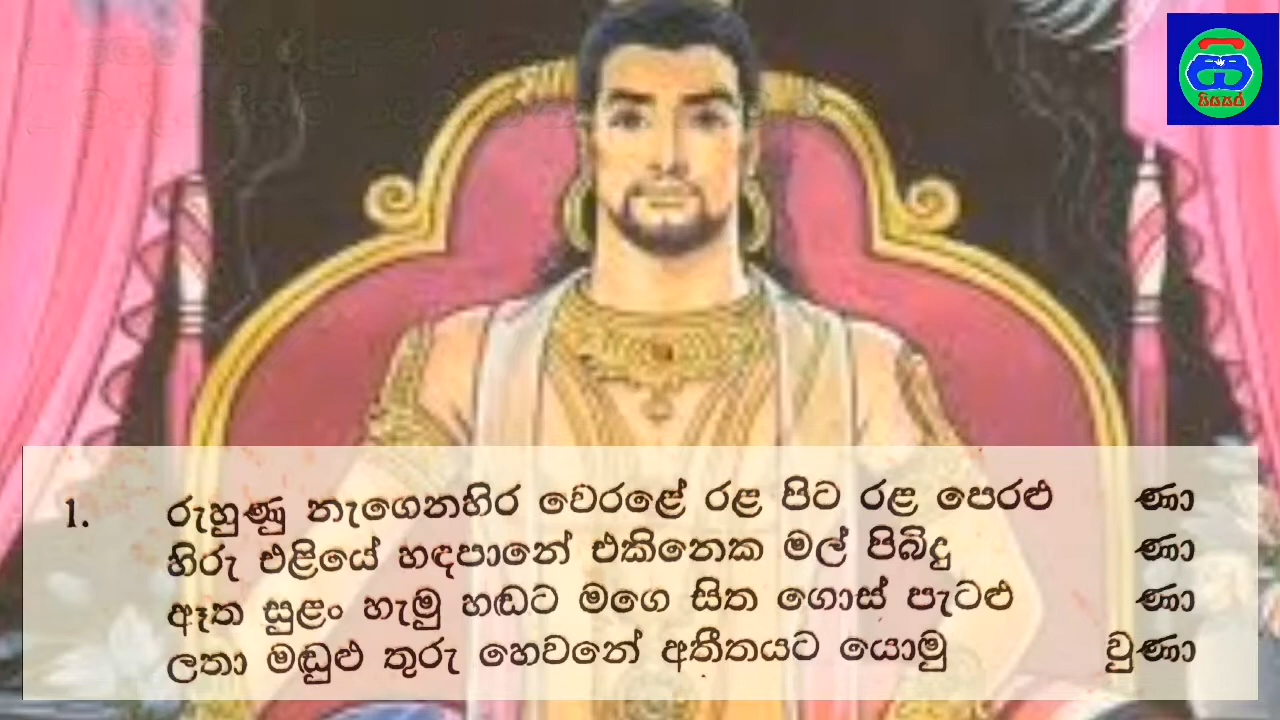 සියපස්
1. රුහුණු නැගෙනහිර වෙරළේ රළ පිට රළ පෙරළු ණා
හිරු එළියේ හඳපානේ එකිනෙක මල් පිබිදු ණා
ඈත සුළං හැමු හඬට මගෙ සිත ගොස් පැටළු ණා
ලතා මඬුළු තුරු හෙවනේ අතීතයට යොමු වුණා